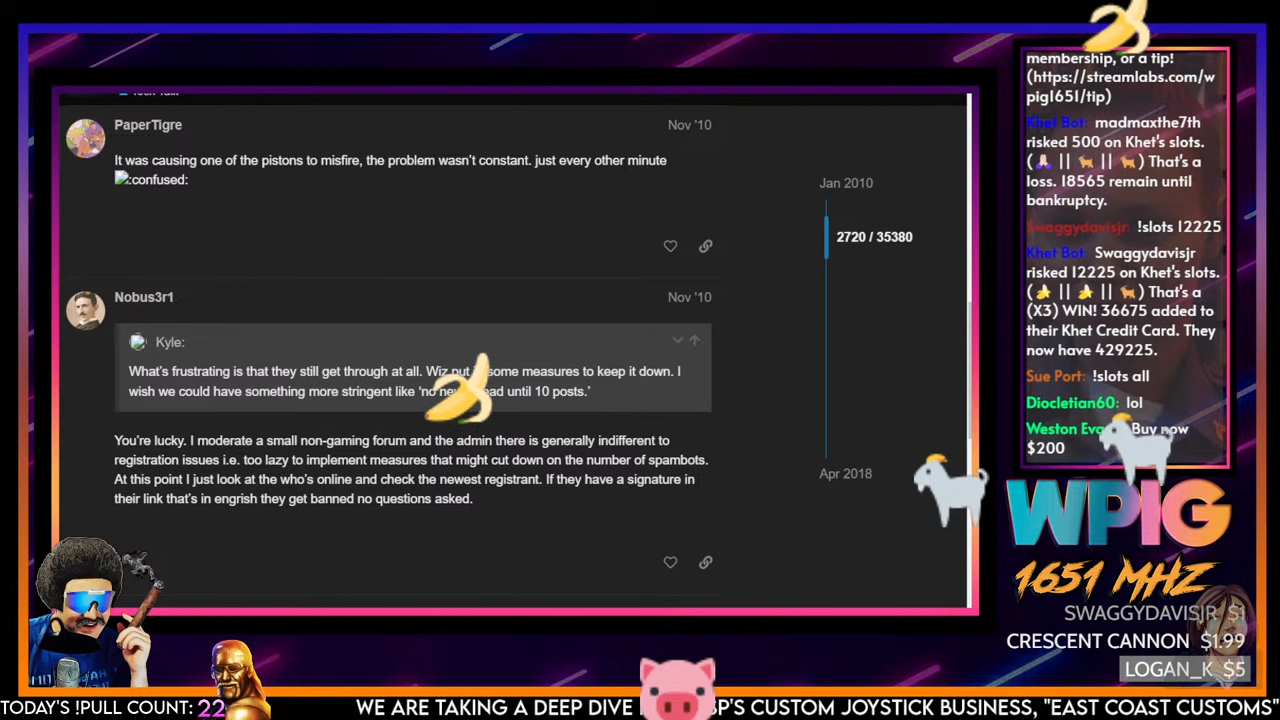 PaperTigre
Nov '10
It was causing one of the pistons to misfire, the problem wasn't constant. just every other minute
:confused:
Nobus3r1
Nov '10
Kyle:
What's frustrating is that they still get through at all. Wiz put some measures to keep it down. I
wish we could have something more stringent like 'no new until 10 posts.'
You're lucky. I moderate a small non-gaming forum and the admin there is generally indifferent to
registration issues i.e. too lazy to implement measures that might cut down on the number of spambots.
At this point I just look at the who's online and check the newest registrant. If they have a signature in
their link that's in engrish they get banned no questions asked.
Jan 2010
2720 / 35380
Apr 2018
membership, or a tip!
(https://streamlabs.com/w
pig1651/tip)
Khet Bot: madmaxthe7th
risked 500 on Khet's slots.
( || || ) That's a
loss. 18565 remain until
bankruptcy.
Swaggydavisjr: !slots 12225
Khet Bot: Swaggydavisjr
risked 12225 on Khet's slots.
( || || ) That's a
(X3) WIN! 36675 added to
their Khet Credit Card. They
now have 429225.
Sue Port: !slots all
Diocletian60: lol
Weston Buy now
$200
WPIG
1651 MHZ
SWAGGYDAVISJR $1
CRESCENT CANNON $1.99
LOGAN_K $5
TODAY'S !PULL COUNT: 22
WE ARE TAKING A DEEP DIVE CUSTOM JOYSTICK BUSINESS, "EAST COAST CUSTOMS"